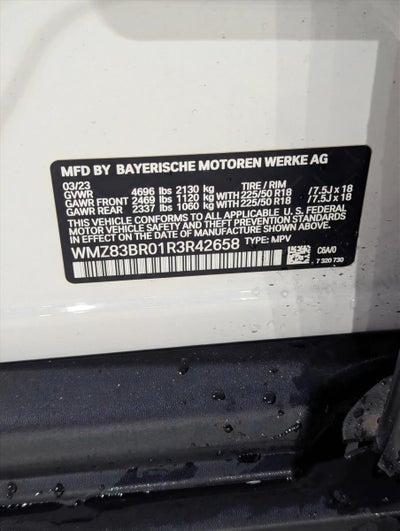 MFD BY BAYERISCHE MOTOREN WERKE AG
03/23
GVWR 4696 lbs 2130 kg TIRE / RIM
GAWR FRONT 2469 lbs 1120 kg WITH 225/50 R18 /7.5J x 18
GAWR REAR 2337 lbs 1060 kg WITH 225/50 R18 /7.5J x 18
THIS VEHICLE CONFORMS TO ALL APPLICABLE U.S. FEDERAL
MOTOR VEHICLE SAFETY AND BUMPER STANDARDS IN EFFECT
ON THE DATE OF MANUFACTURE SHOWN ABOVE.
WMZ83BR01R3R42658 TYPE: MPV
C6A/0
7 320 730